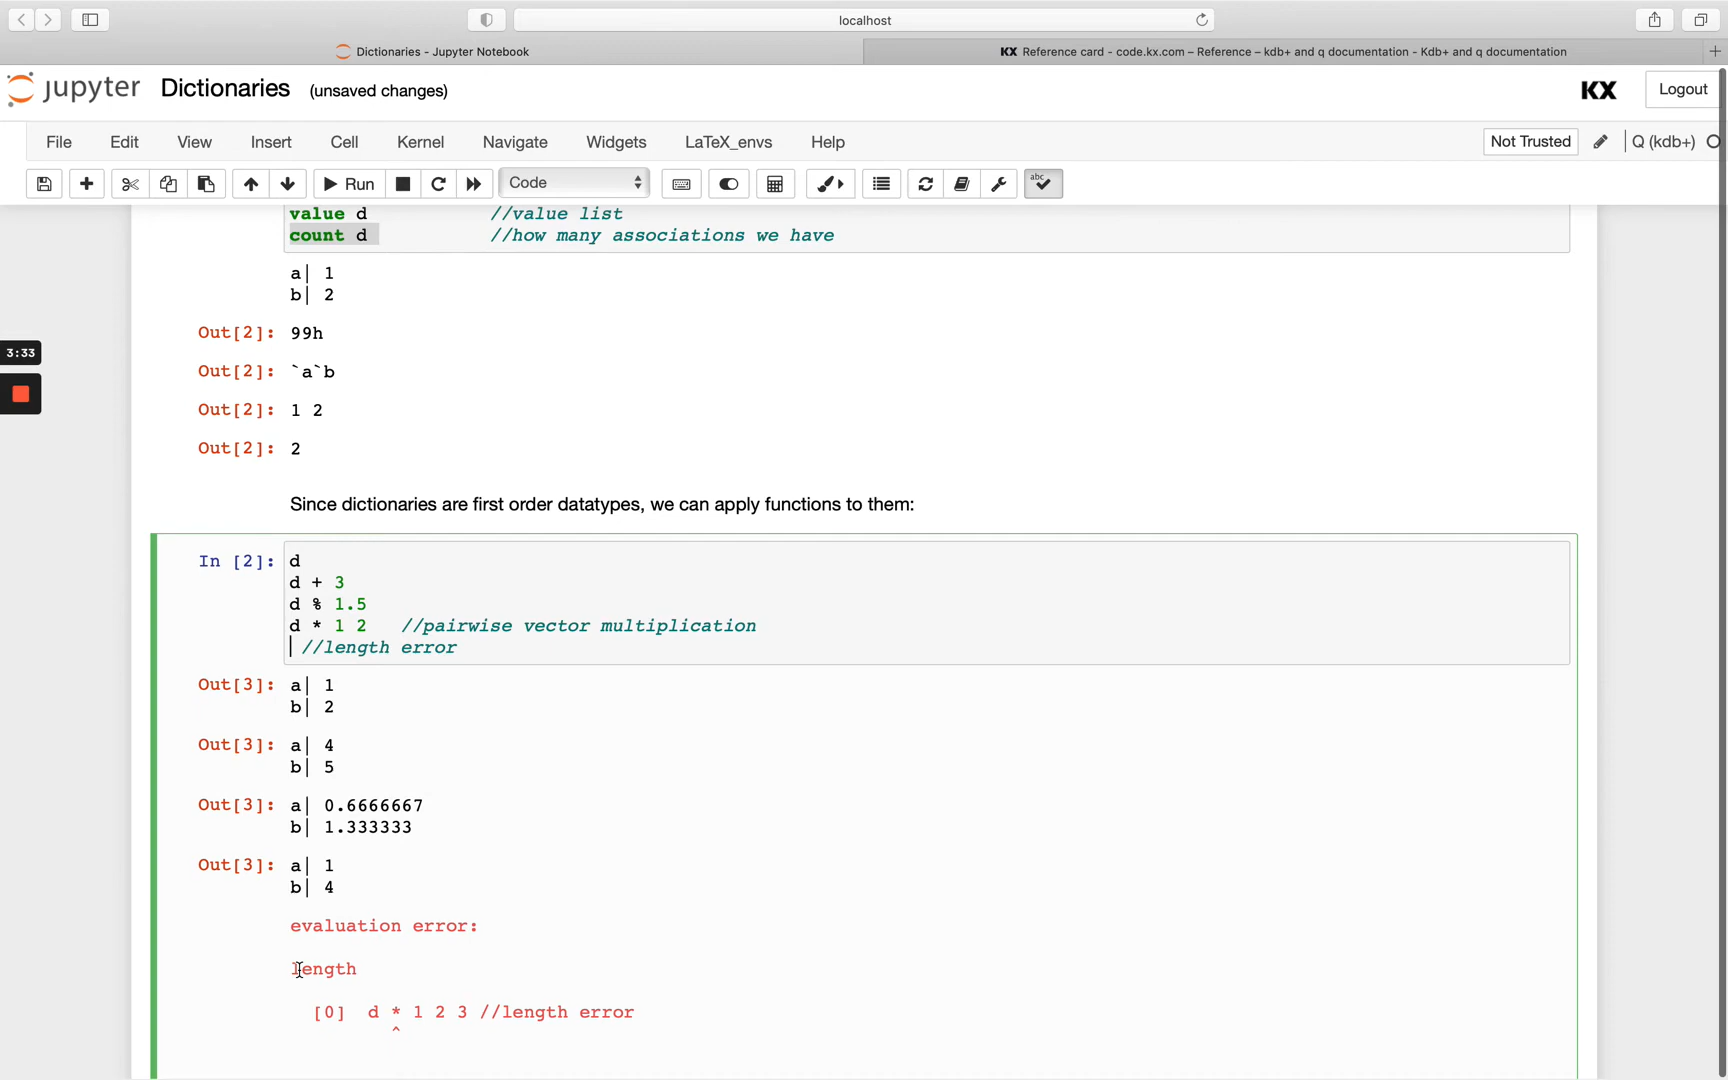 localhost
Dictionaries - Jupyter Notebook
KX Reference card - code.kx.com – Reference – kdb+ and q documentation - Kdb+ and q documentation
jupyter Dictionaries (unsaved changes)
KX
Logout
File Edit View Insert Cell Kernel Navigate Widgets LaTeX_envs Help
Not Trusted
Q (kdb+)
Run
Code
abc
value d //value list
count d //how many associations we have
a| 1
b| 2
3:33
Out[2]: 99h
Out[2]: `a`b
Out[2]: 1 2
Out[2]: 2
Since dictionaries are first order datatypes, we can apply functions to them:
In [2]: d
d + 3
d % 1.5
d * 1 2 //pairwise vector multiplication
//length error
Out[3]: a| 1
b| 2
Out[3]: a| 4
b| 5
Out[3]: a| 0.6666667
b| 1.333333
Out[3]: a| 1
b| 4
evaluation error:
length
[0] d * 1 2 3 //length error
^